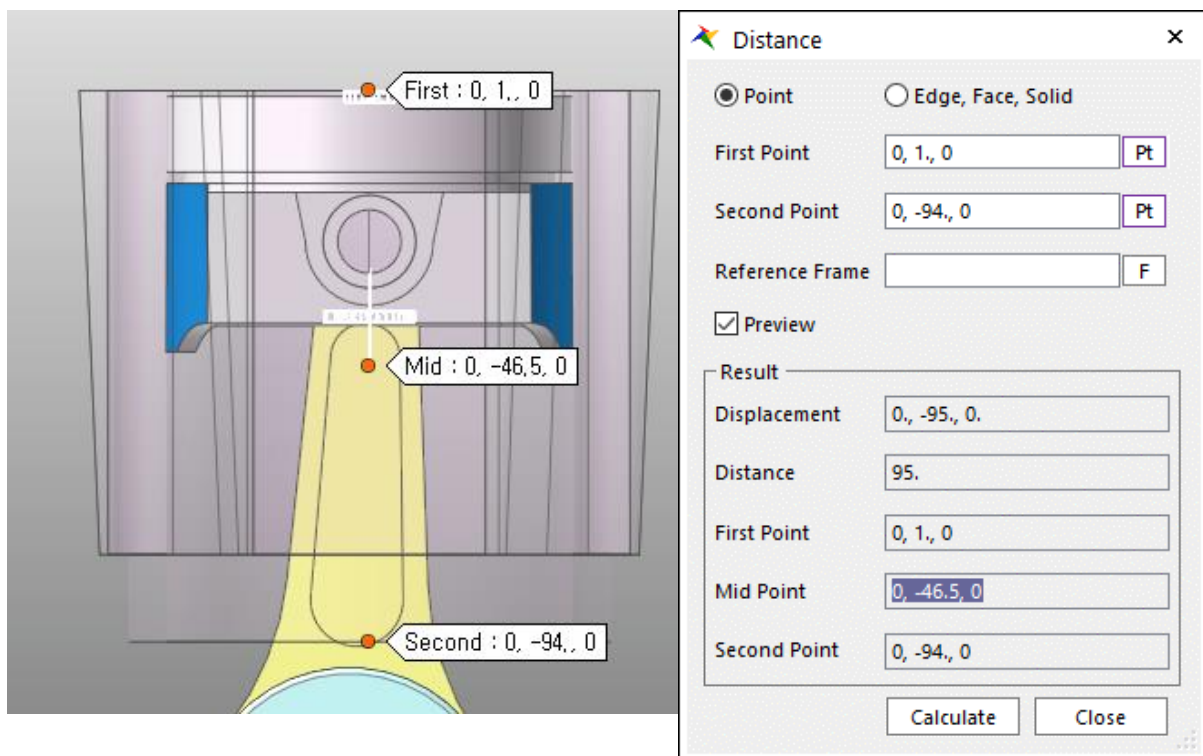 First : 0, 1,, 0
Mid : 0, -46,5, 0
Second : 0, -94,, 0
Distance
Point
Edge, Face, Solid
First Point
0, 1., 0
Pt
Second Point
0, -94., 0
Pt
Reference Frame
F
Preview
Result
Displacement
0., -95., 0.
Distance
95.
First Point
0, 1., 0
Mid Point
0, -46.5, 0
Second Point
0, -94., 0
Calculate
Close